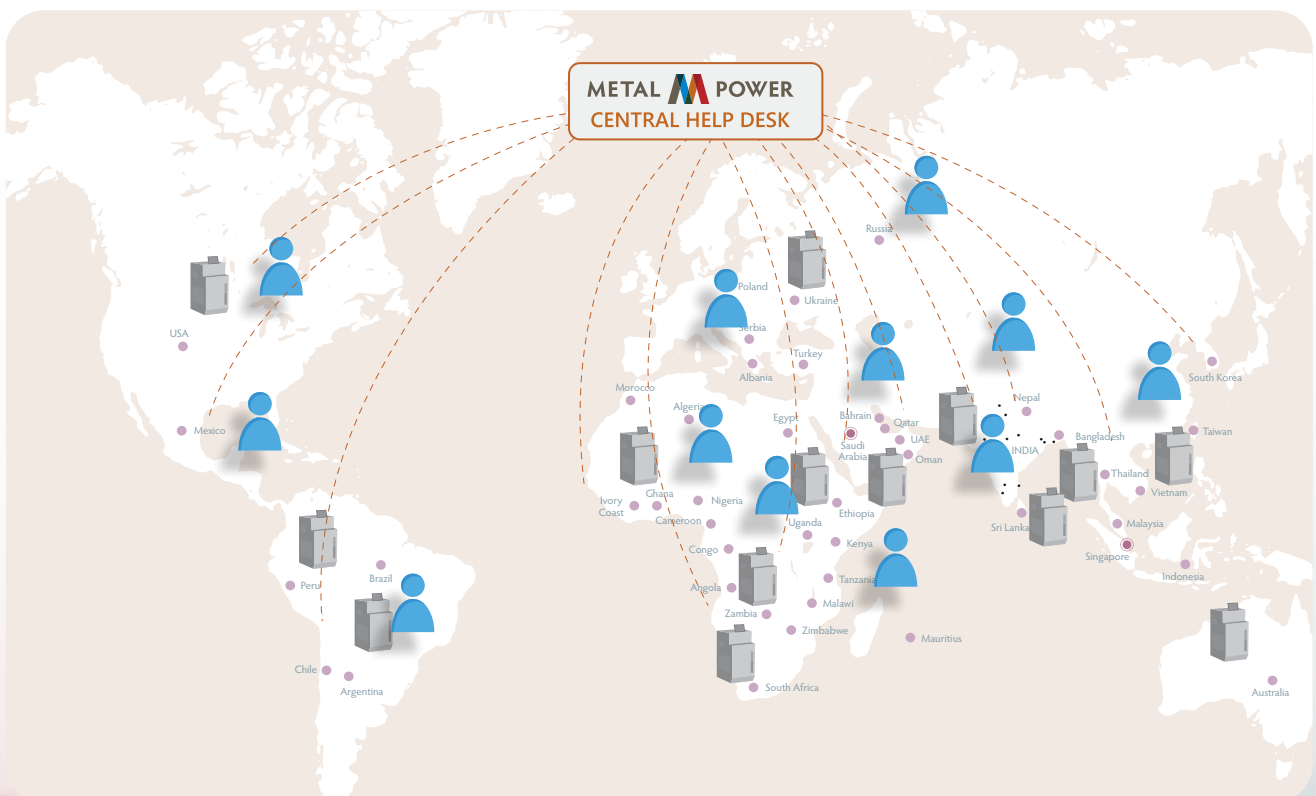 METAL POWER
CENTRAL HELP DESK
Russia
Poland
Ukraine
Serbia
USA
Turkey
Albania
South Korea
Morocco
Nepal
Algeria
Mexico
Egypt
Bahrain
Qatar
Taiwan
UAE
Bangladesh
Saudi
Arabia
INDIA
Oman
Thailand
Ghana
Vietnam
Ivory
Coast
Nigeria
Ethiopia
Cameroon
Uganda
Sri Lanka
Malaysia
Kenya
Congo
Singapore
Brazil
Indonesia
Peru
Angola
Tanzania
Malawi
Zambia
Zimbabwe
Mauritius
Chile
South Africa
Argentina
Australia